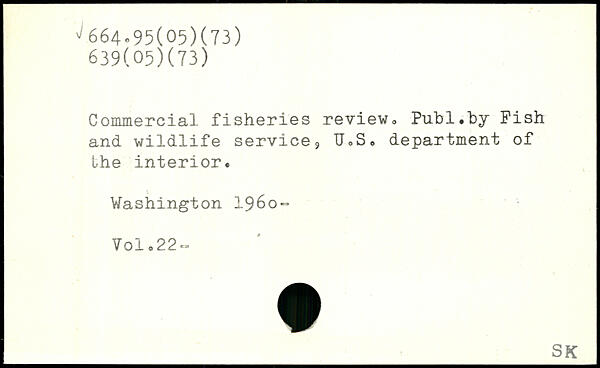 √664.95(05)(73)
639(05)(73)
Commercial fisheries review. Publ.by Fish
and wildlife service, U.S. department of
the interior.
Washington 1960-
Vol.22-
SK